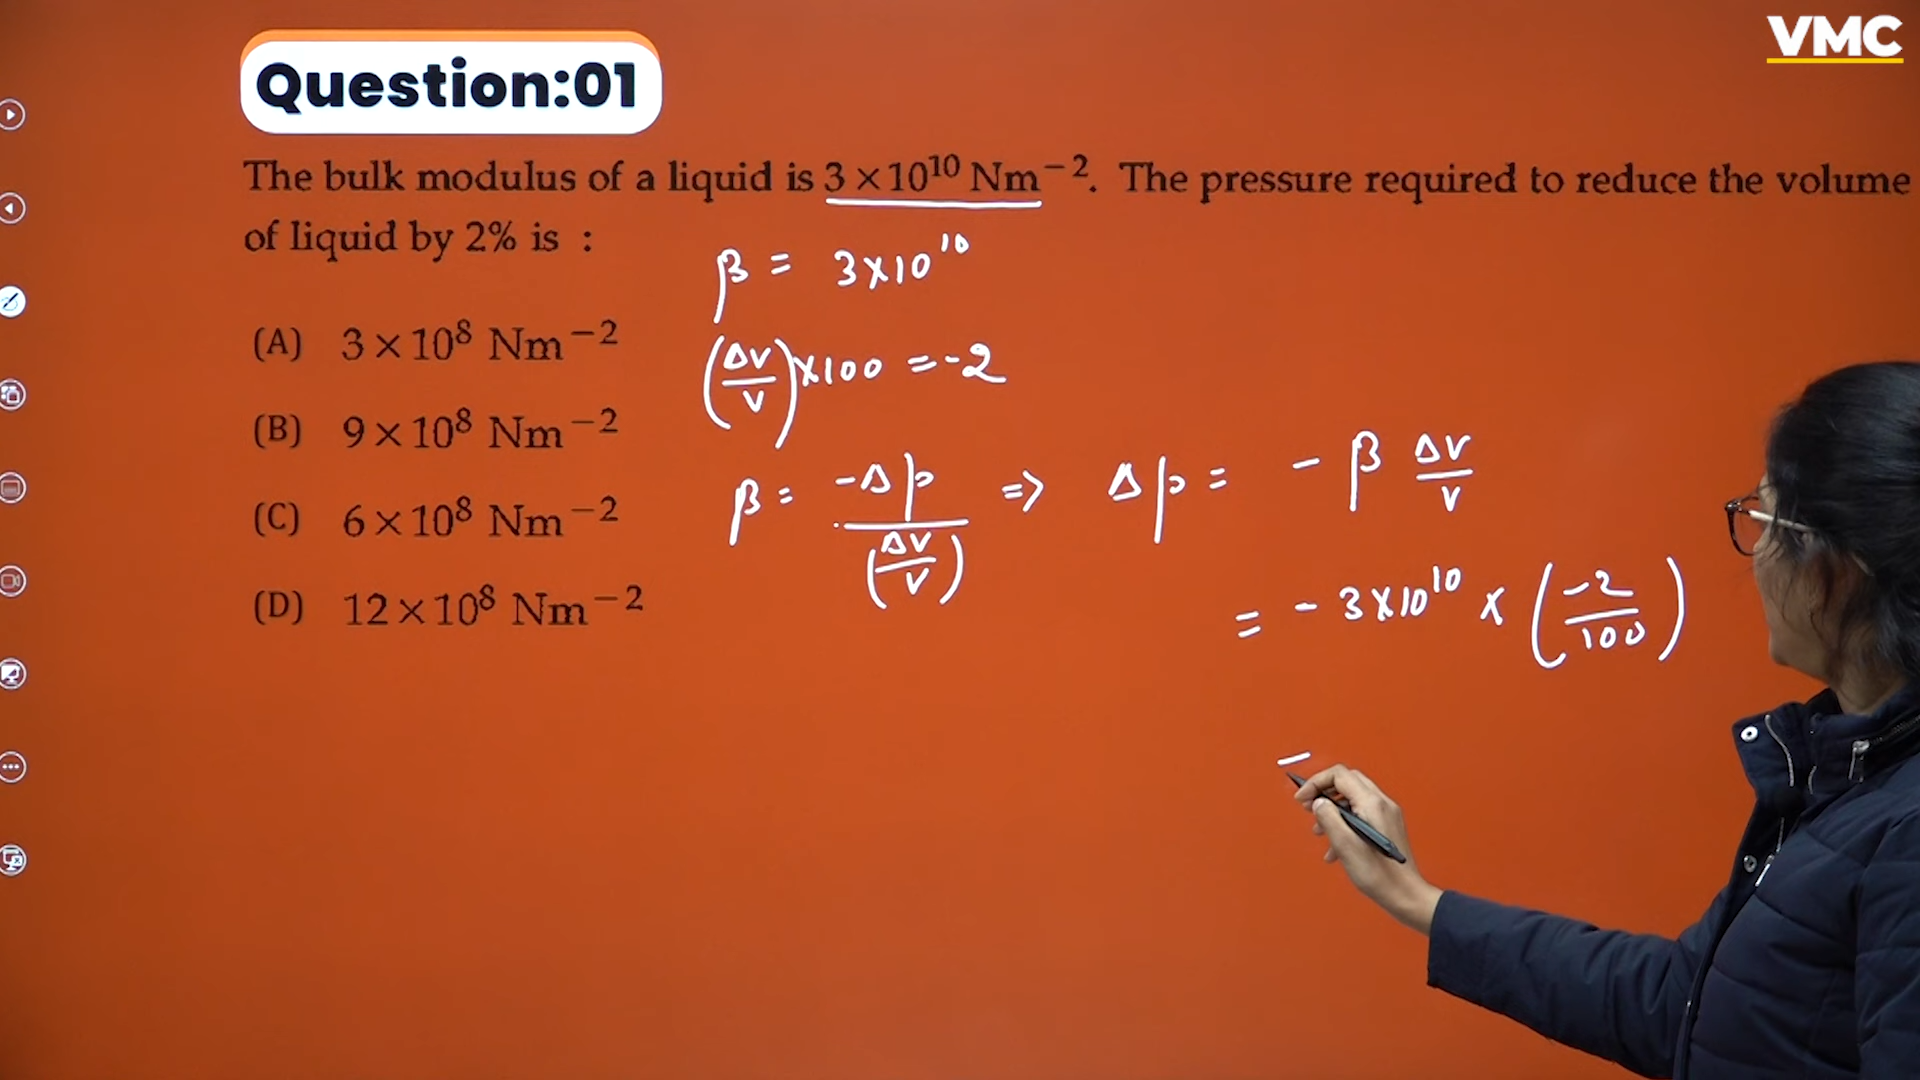 VMC
Question:01
The bulk modulus of a liquid is 3 × 10¹⁰ Nm⁻². The pressure required to reduce the volume
of liquid by 2% is :
(A) 3 × 10⁸ Nm⁻²
(B) 9 × 10⁸ Nm⁻²
(C) 6 × 10⁸ Nm⁻²
(D) 12 × 10⁸ Nm⁻²
β = 3×10¹⁰
(Δv/v)×100 = -2
β = -Δp/(Δv/v) ⇒ Δp = - β Δv/v
= - 3×10¹⁰ × (-2/100)